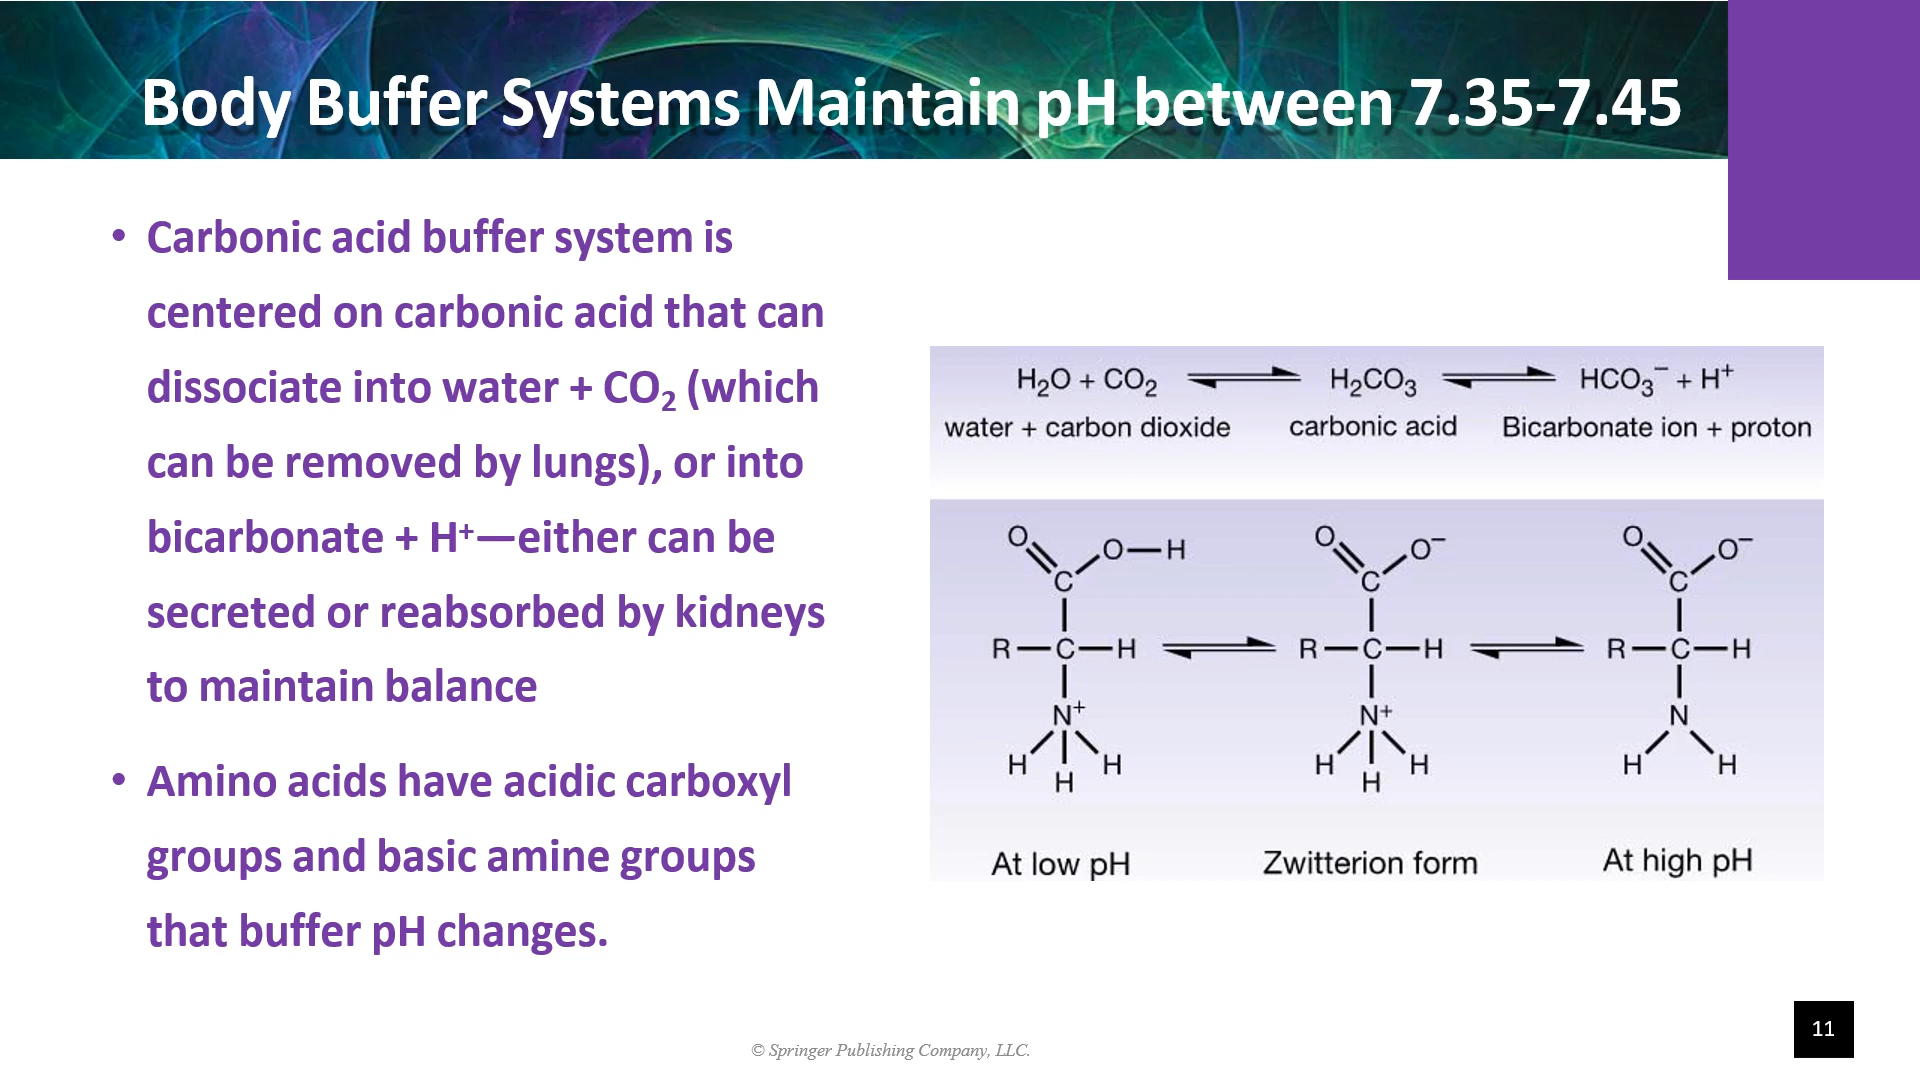 Body Buffer Systems Maintain pH between 7.35-7.45
• Carbonic acid buffer system is
centered on carbonic acid that can
dissociate into water + CO₂ (which
can be removed by lungs), or into
bicarbonate + H⁺—either can be
secreted or reabsorbed by kidneys
to maintain balance
• Amino acids have acidic carboxyl
groups and basic amine groups
that buffer pH changes.
H₂O + CO₂ ⇌ H₂CO₃ ⇌ HCO₃⁻ + H⁺
water + carbon dioxide carbonic acid Bicarbonate ion + proton
O O O⁻ O O⁻
O—H
C C C
R—C—H ⇌ R—C—H ⇌ R—C—H
N⁺ N⁺ N
H H H H H H
H H
At low pH Zwitterion form At high pH
11
© Springer Publishing Company, LLC.